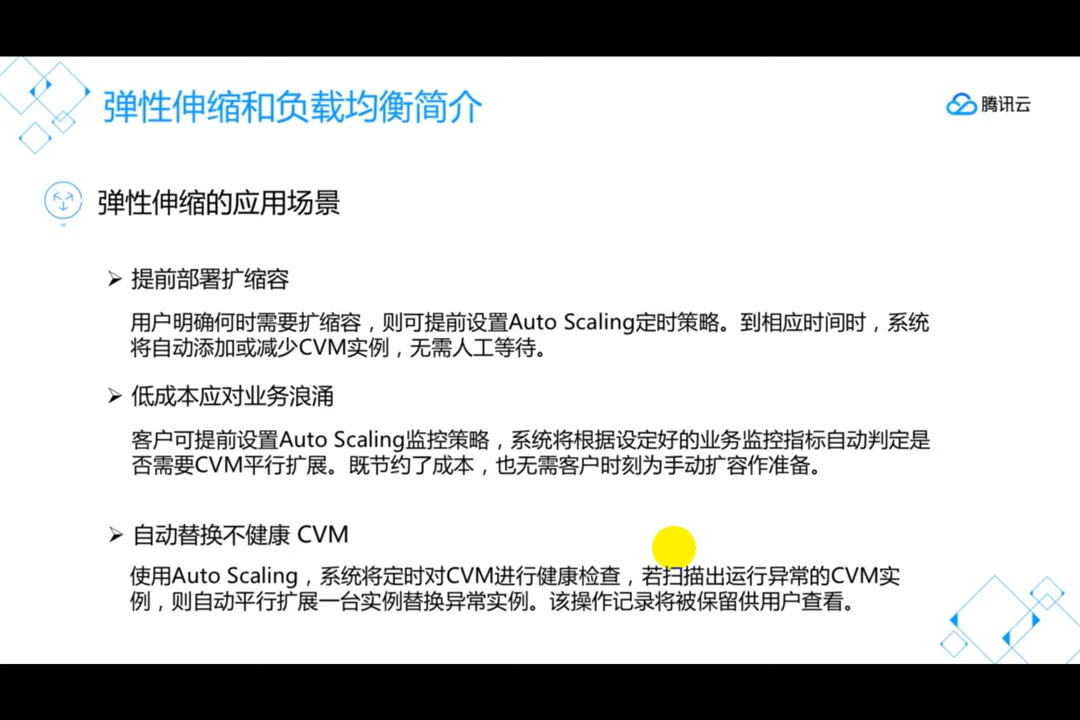 弹性伸缩和负载均衡简介
腾讯云
弹性伸缩的应用场景
➢ 提前部署扩缩容
用户明确何时需要扩缩容，则可提前设置Auto Scaling定时策略。到相应时间时，系统
将自动添加或减少CVM实例，无需人工等待。
➢ 低成本应对业务浪涌
客户可提前设置Auto Scaling监控策略，系统将根据设定好的业务监控指标自动判定是
否需要CVM平行扩展。既节约了成本，也无需客户时刻为手动扩容作准备。
➢ 自动替换不健康 CVM
使用Auto Scaling，系统将定时对CVM进行健康检查，若扫描出运行异常的CVM实
例，则自动平行扩展一台实例替换异常实例。该操作记录将被保留供用户查看。